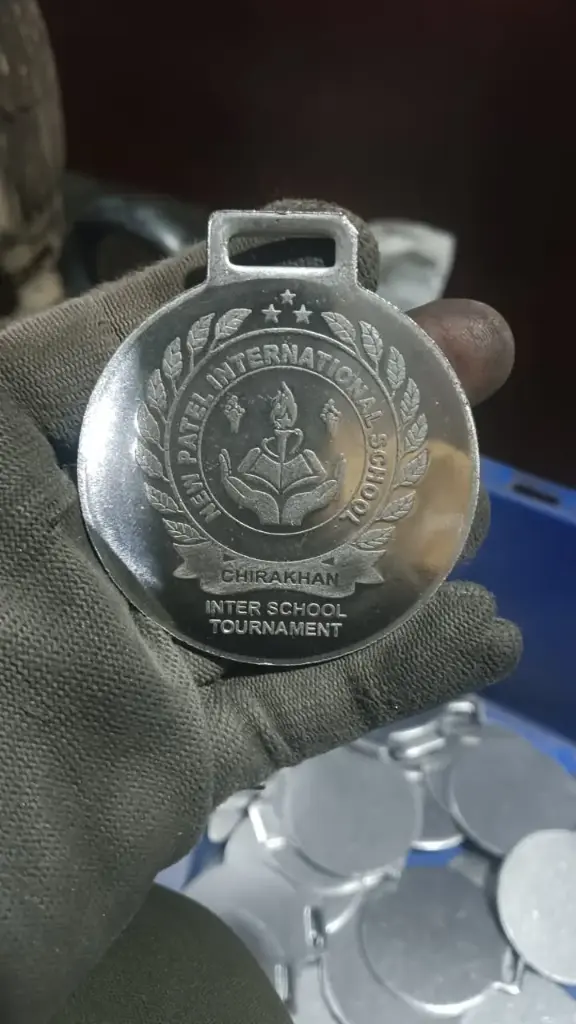 NEW PATEL INTERNATIONAL SCHOOL
CHIRAKHAN
INTER SCHOOL
TOURNAMENT